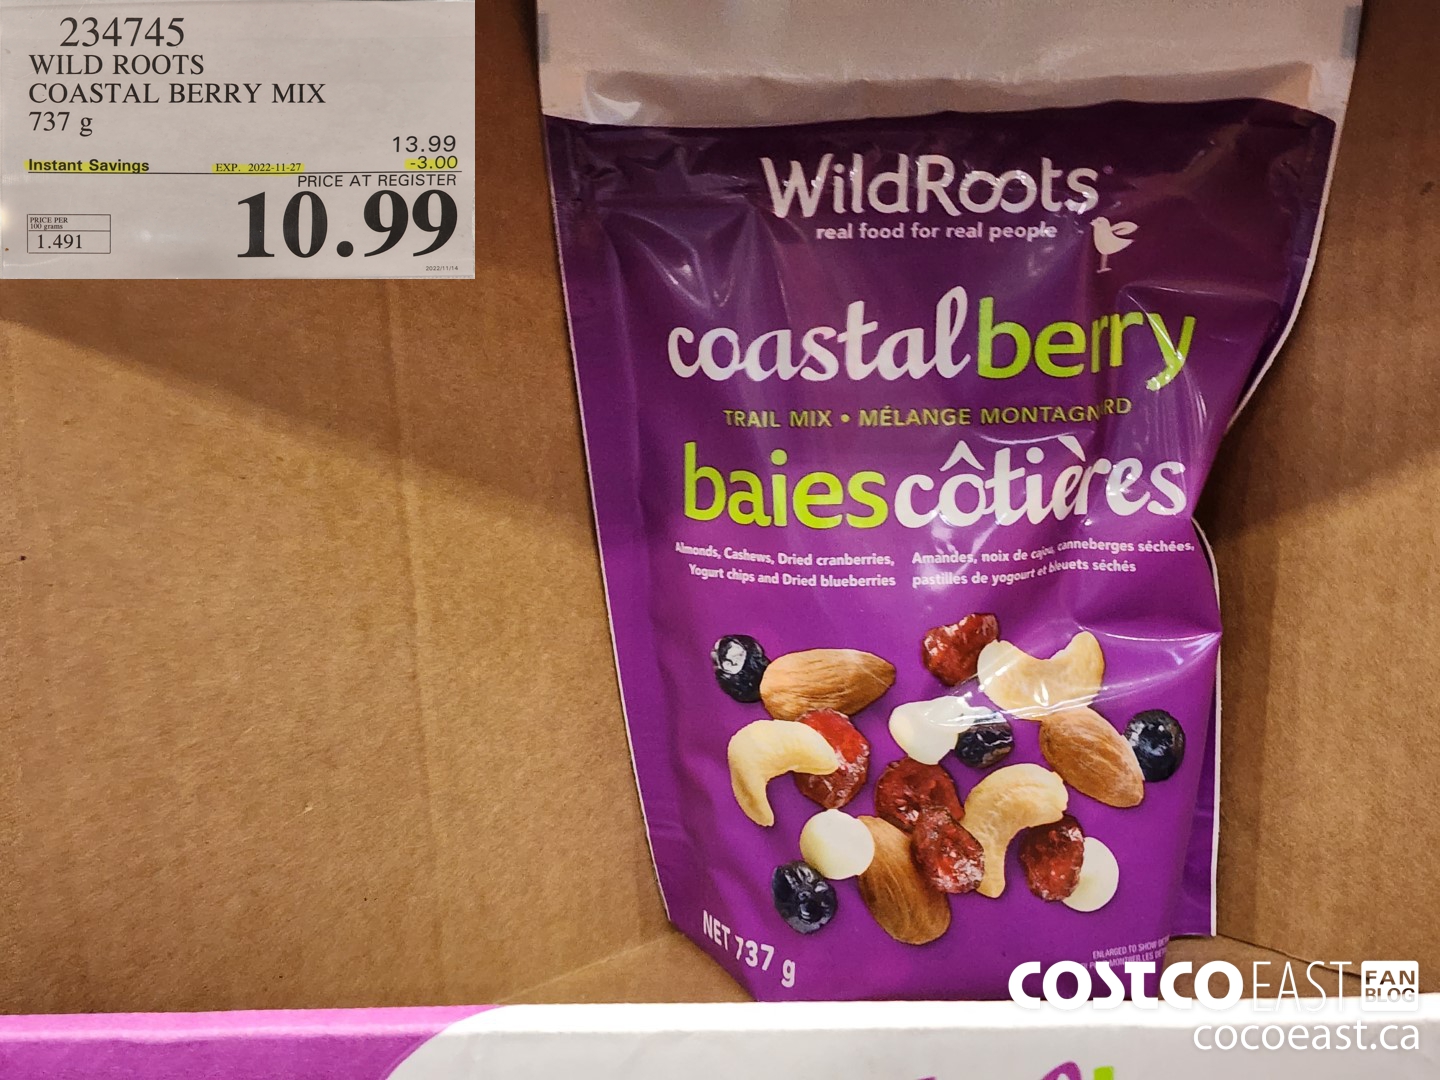 234745
WILD ROOTS
COASTAL BERRY MIX
737 g
13.99
Instant Savings EXP. 2022-11-27 -3.00
PRICE AT REGISTER
10.99
PRICE PER
100 grams
1.491
2022/11/14
WildRoots
real food for real people
coastalberry
TRAIL MIX • MÉLANGE MONTAGNARD
baiescôtières
Almonds, Cashews, Dried cranberries,
Yogurt chips and Dried blueberries
Amandes, noix de cajou, canneberges séchées,
pastilles de yogourt et bleuets séchés
NET 737 g
ENLARGED TO SHOW
COSTCO EAST FAN BLOG
cocoeast.ca